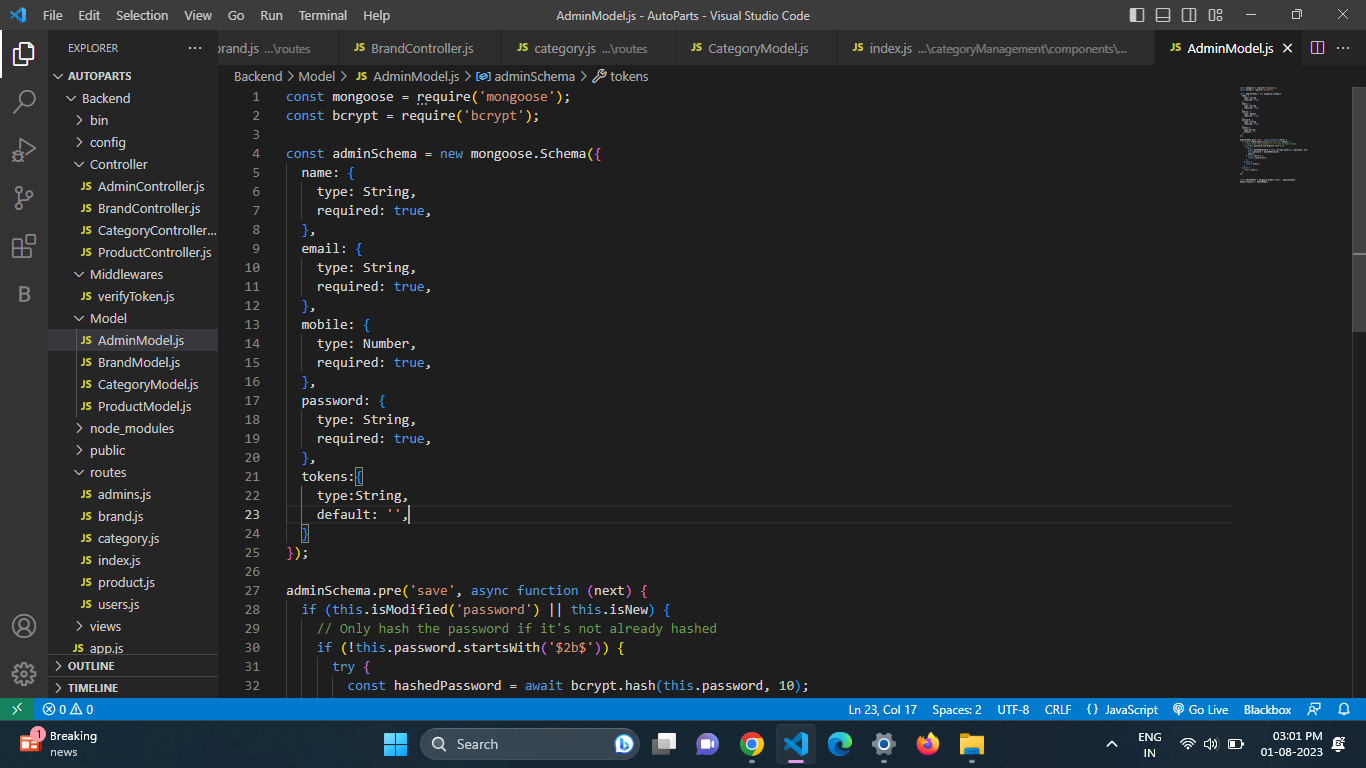 File Edit Selection View Go Run Terminal Help
AdminModel.js - AutoParts - Visual Studio Code
EXPLORER
brand.js ...\routes
JS BrandController.js
JS category.js ...\routes
JS CategoryModel.js
JS index.js ...\categoryManagement\components\...
JS AdminModel.js
Backend > Model > JS AdminModel.js > adminSchema > tokens
AUTOPARTS
Backend
bin
config
Controller
JS AdminController.js
JS BrandController.js
JS CategoryController...
JS ProductController.js
Middlewares
JS verifyToken.js
Model
JS AdminModel.js
JS BrandModel.js
JS CategoryModel.js
JS ProductModel.js
node_modules
public
routes
JS admins.js
JS brand.js
JS category.js
JS index.js
JS product.js
JS users.js
views
JS app.js
OUTLINE
TIMELINE
B
1 const mongoose = require('mongoose');
2 const bcrypt = require('bcrypt');
3
4 const adminSchema = new mongoose.Schema({
5 name: {
6 type: String,
7 required: true,
8 },
9 email: {
10 type: String,
11 required: true,
12 },
13 mobile: {
14 type: Number,
15 required: true,
16 },
17 password: {
18 type: String,
19 required: true,
20 },
21 tokens:{
22 type:String,
23 default: '',
24 }
25 });
26
27 adminSchema.pre('save', async function (next) {
28 if (this.isModified('password') || this.isNew) {
29 // Only hash the password if it's not already hashed
30 if (!this.password.startsWith('$2b$')) {
31 try {
32 const hashedPassword = await bcrypt.hash(this.password, 10);
0 0
Ln 23, Col 17 Spaces: 2 UTF-8 CRLF {} JavaScript Go Live Blackbox
1
Breaking
news
Search
ENG
IN
03:01 PM
01-08-2023